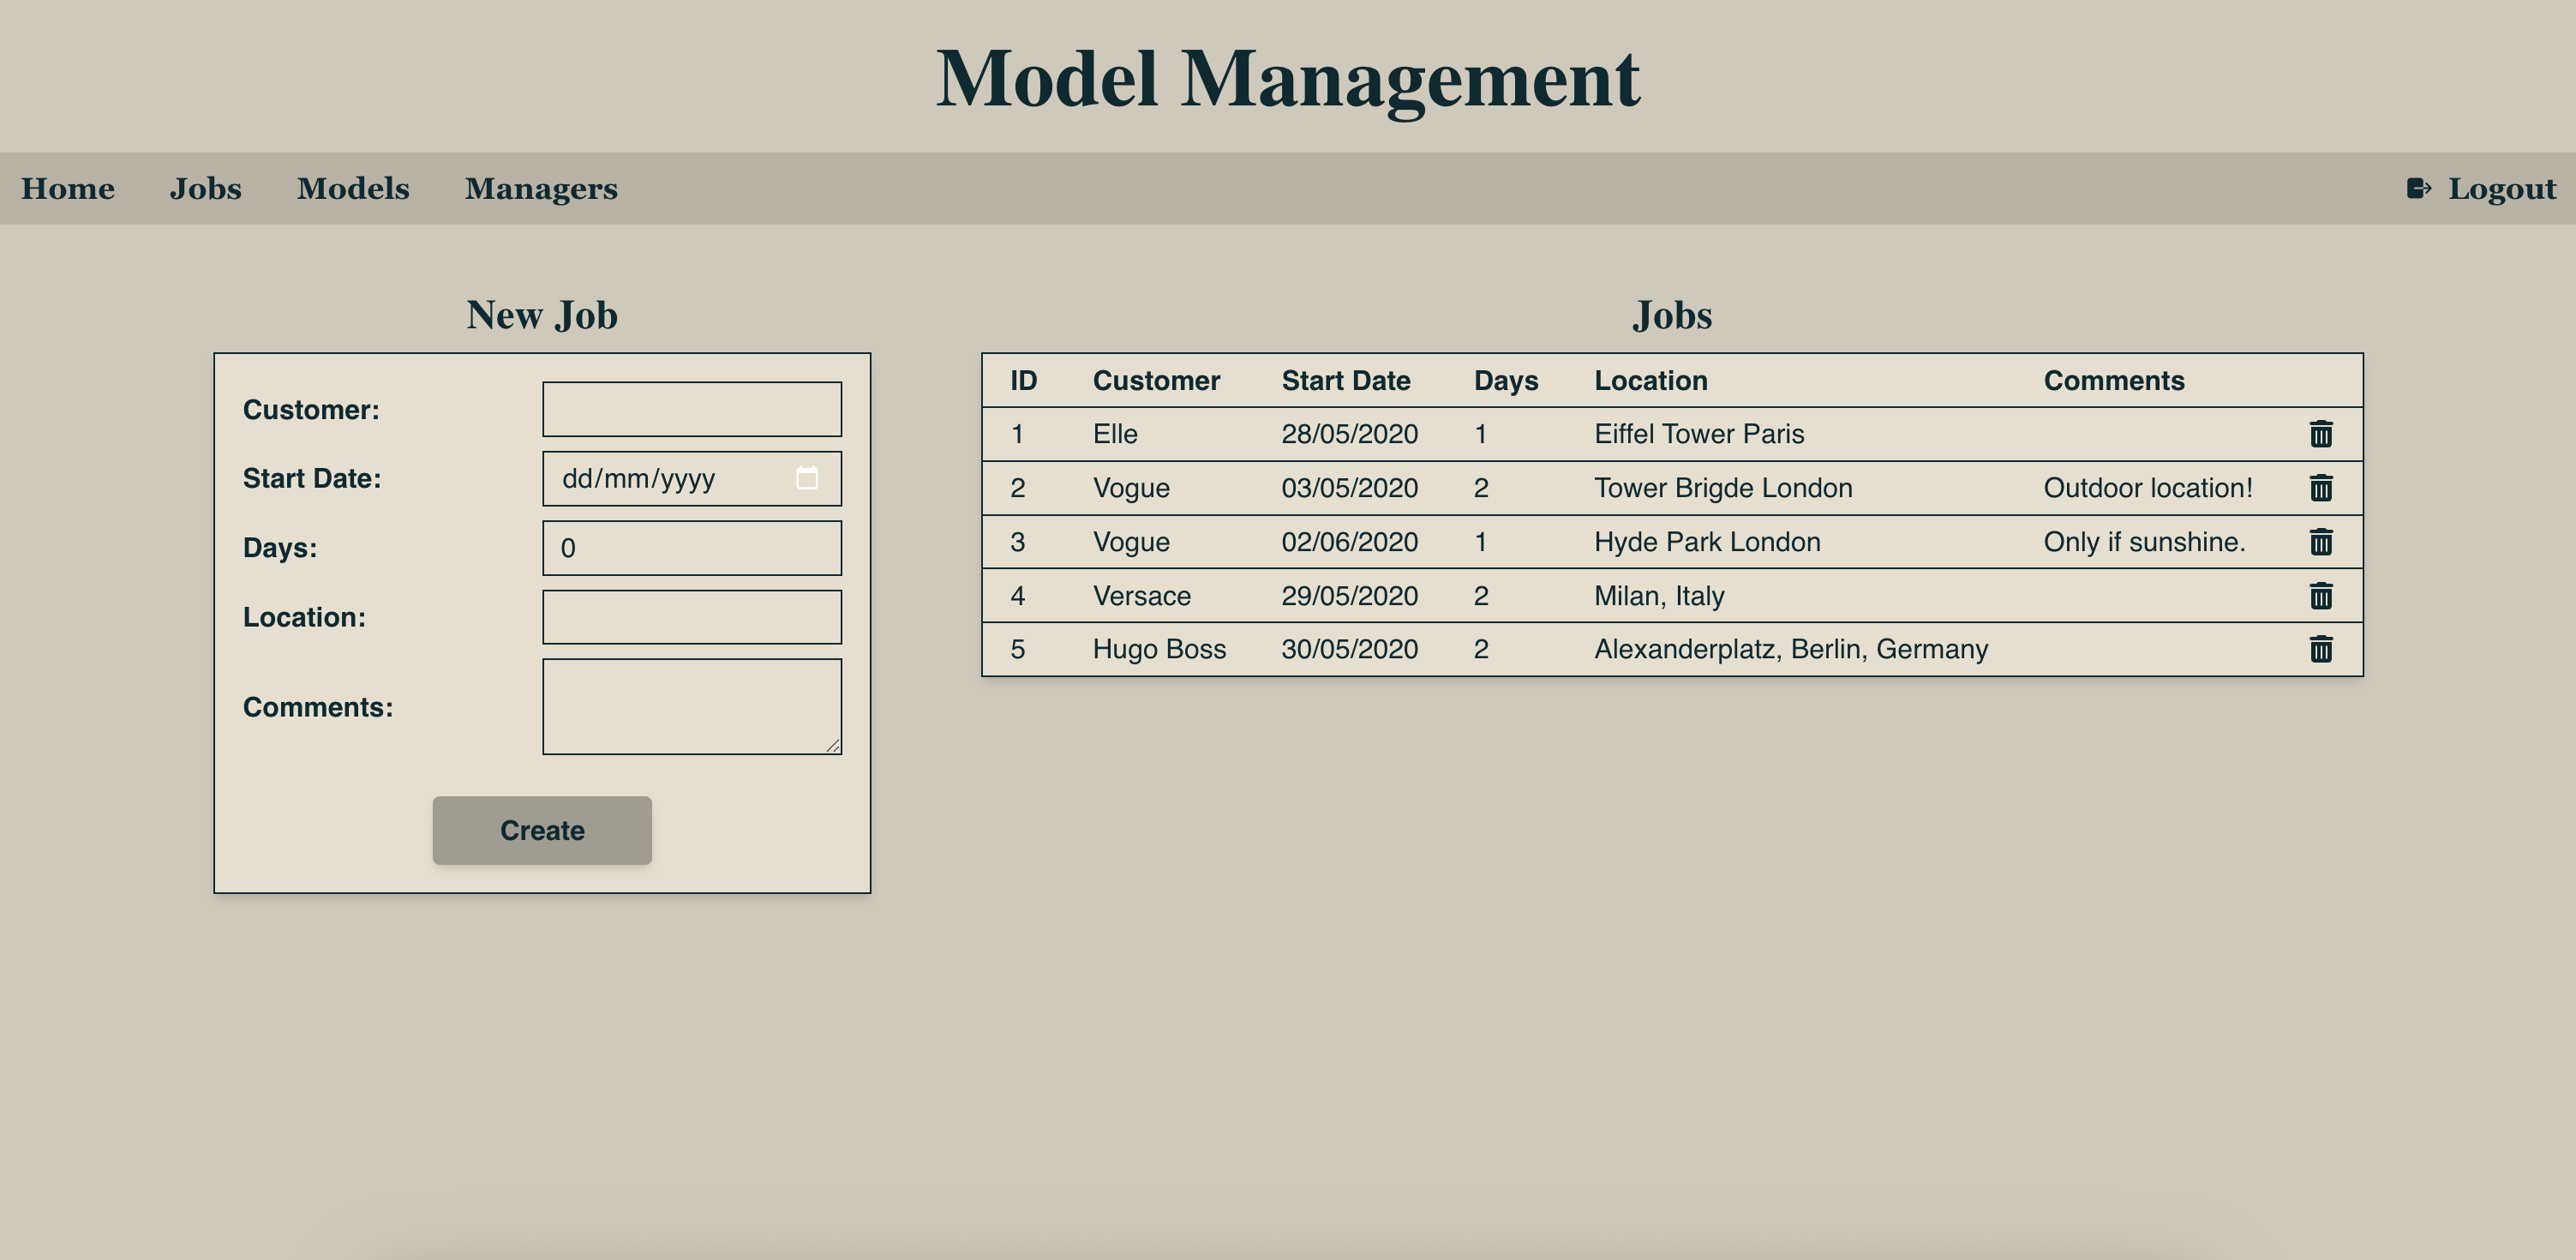 Model Management
Home Jobs Models Managers Logout
New Job
Customer:
Start Date: dd/mm/yyyy
Days: 0
Location:
Comments:
Create
Jobs
ID Customer Start Date Days Location Comments
1 Elle 28/05/2020 1 Eiffel Tower Paris
2 Vogue 03/05/2020 2 Tower Brigde London Outdoor location!
3 Vogue 02/06/2020 1 Hyde Park London Only if sunshine.
4 Versace 29/05/2020 2 Milan, Italy
5 Hugo Boss 30/05/2020 2 Alexanderplatz, Berlin, Germany